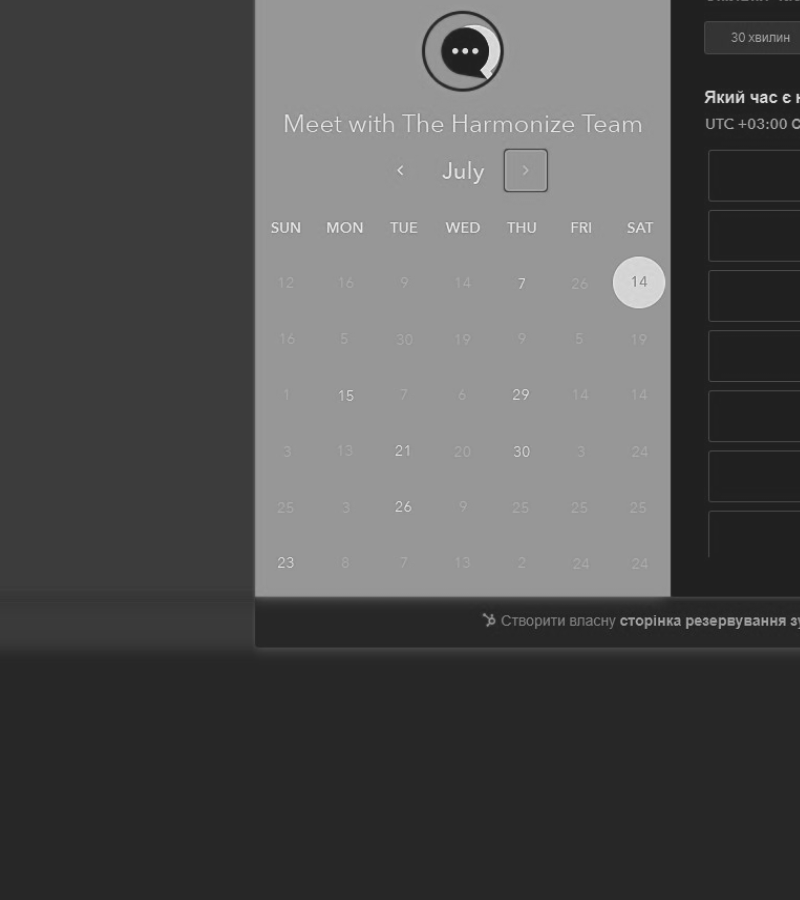 30 хвилин
Який час є
UTC +03:00
Meet with The Harmonize Team
July
SUN MON TUE WED THU FRI SAT
12 16 9 14 7 26 14
16 5 30 19 9 5 19
1 15 7 6 29 14 14
3 13 21 20 30 3 24
25 3 26 9 25 25 25
23 8 7 13 2 24 24
Створити власну сторінка резервування